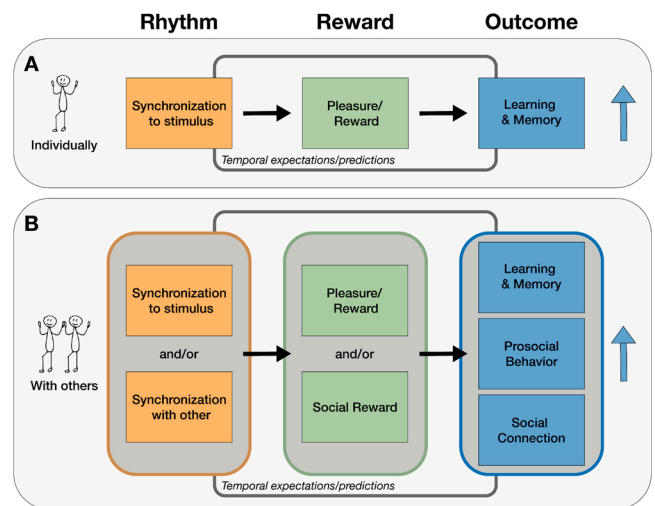 Rhythm
Reward
Outcome
A
Individually
Synchronization
to stimulus
Pleasure/
Reward
Learning
& Memory
Temporal expectations/predictions
B
With others
Synchronization
to stimulus
and/or
Synchronization
with other
Pleasure/
Reward
and/or
Social Reward
Learning
& Memory
Prosocial
Behavior
Social
Connection
Temporal expectations/predictions